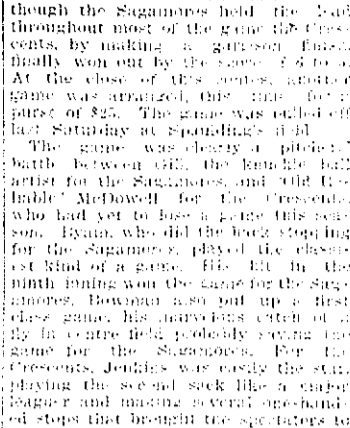 though the Sagamores held the lead
throughout most of the game the Cres-
cents, by making a garrison finish,
finally won out by the score of
At the close of this contest, another
game was arranged, this time for a
purse of $25. The game was pulled off
last Saturday at Spaulding's field
The game was clearly a pitchers'
battle between Gill, the knuckle ball
artist for the Sagamores, and "Old Re-
liable" McDowell for the Crescents,
who had yet to lose a game this sea-
son. Ryan, who did the back stopping
for the Sagamores, played the classi-
est kind of a game. His hit in the
ninth inning won the game for the Sag-
amores. Bowman also put up a first
class game, his marvelous catch of a
fly in centre field probably saving the
game for the Sagamores. For the
Crescents, Jenkins was easily the star,
playing the second sack like a major
leaguer and making several one-hand-
ed stops that brought the spectators to